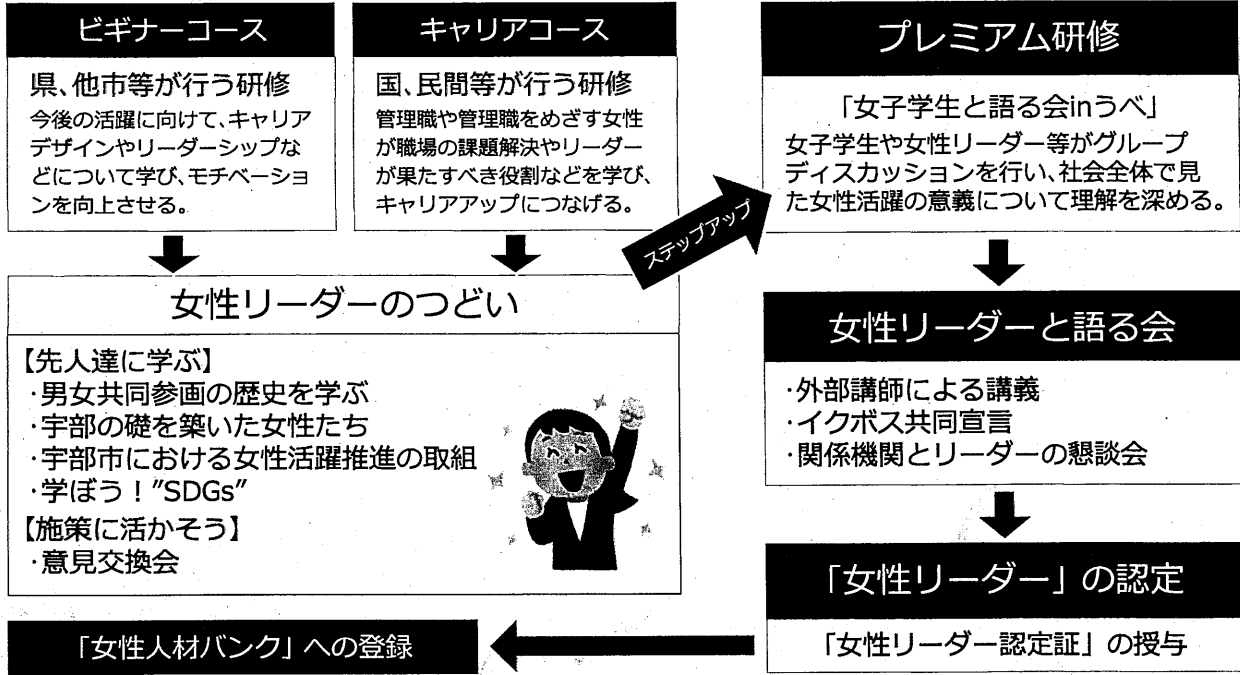 ビギナーコース
県、他市等が行う研修
今後の活躍に向けて、キャリア
デザインやリーダーシップな
どについて学び、モチベーショ
ンを向上させる。
キャリアコース
国、民間等が行う研修
管理職や管理職をめざす女性
が職場の課題解決やリーダー
が果たすべき役割などを学び、
キャリアアップにつなげる。
女性リーダーのつどい
【先人達に学ぶ】
・男女共同参画の歴史を学ぶ
・宇部の礎を築いた女性たち
・宇部市における女性活躍推進の取組
・学ぼう！"SDGs"
【施策に活かそう】
・意見交換会
ステップアップ
プレミアム研修
「女子学生と語る会inうべ」
女子学生や女性リーダー等がグループ
ディスカッションを行い、社会全体で見
た女性活躍の意義について理解を深める。
女性リーダーと語る会
・外部講師による講義
・イクボス共同宣言
・関係機関とリーダーの懇談会
「女性リーダー」の認定
「女性リーダー認定証」の授与
「女性人材バンク」への登録